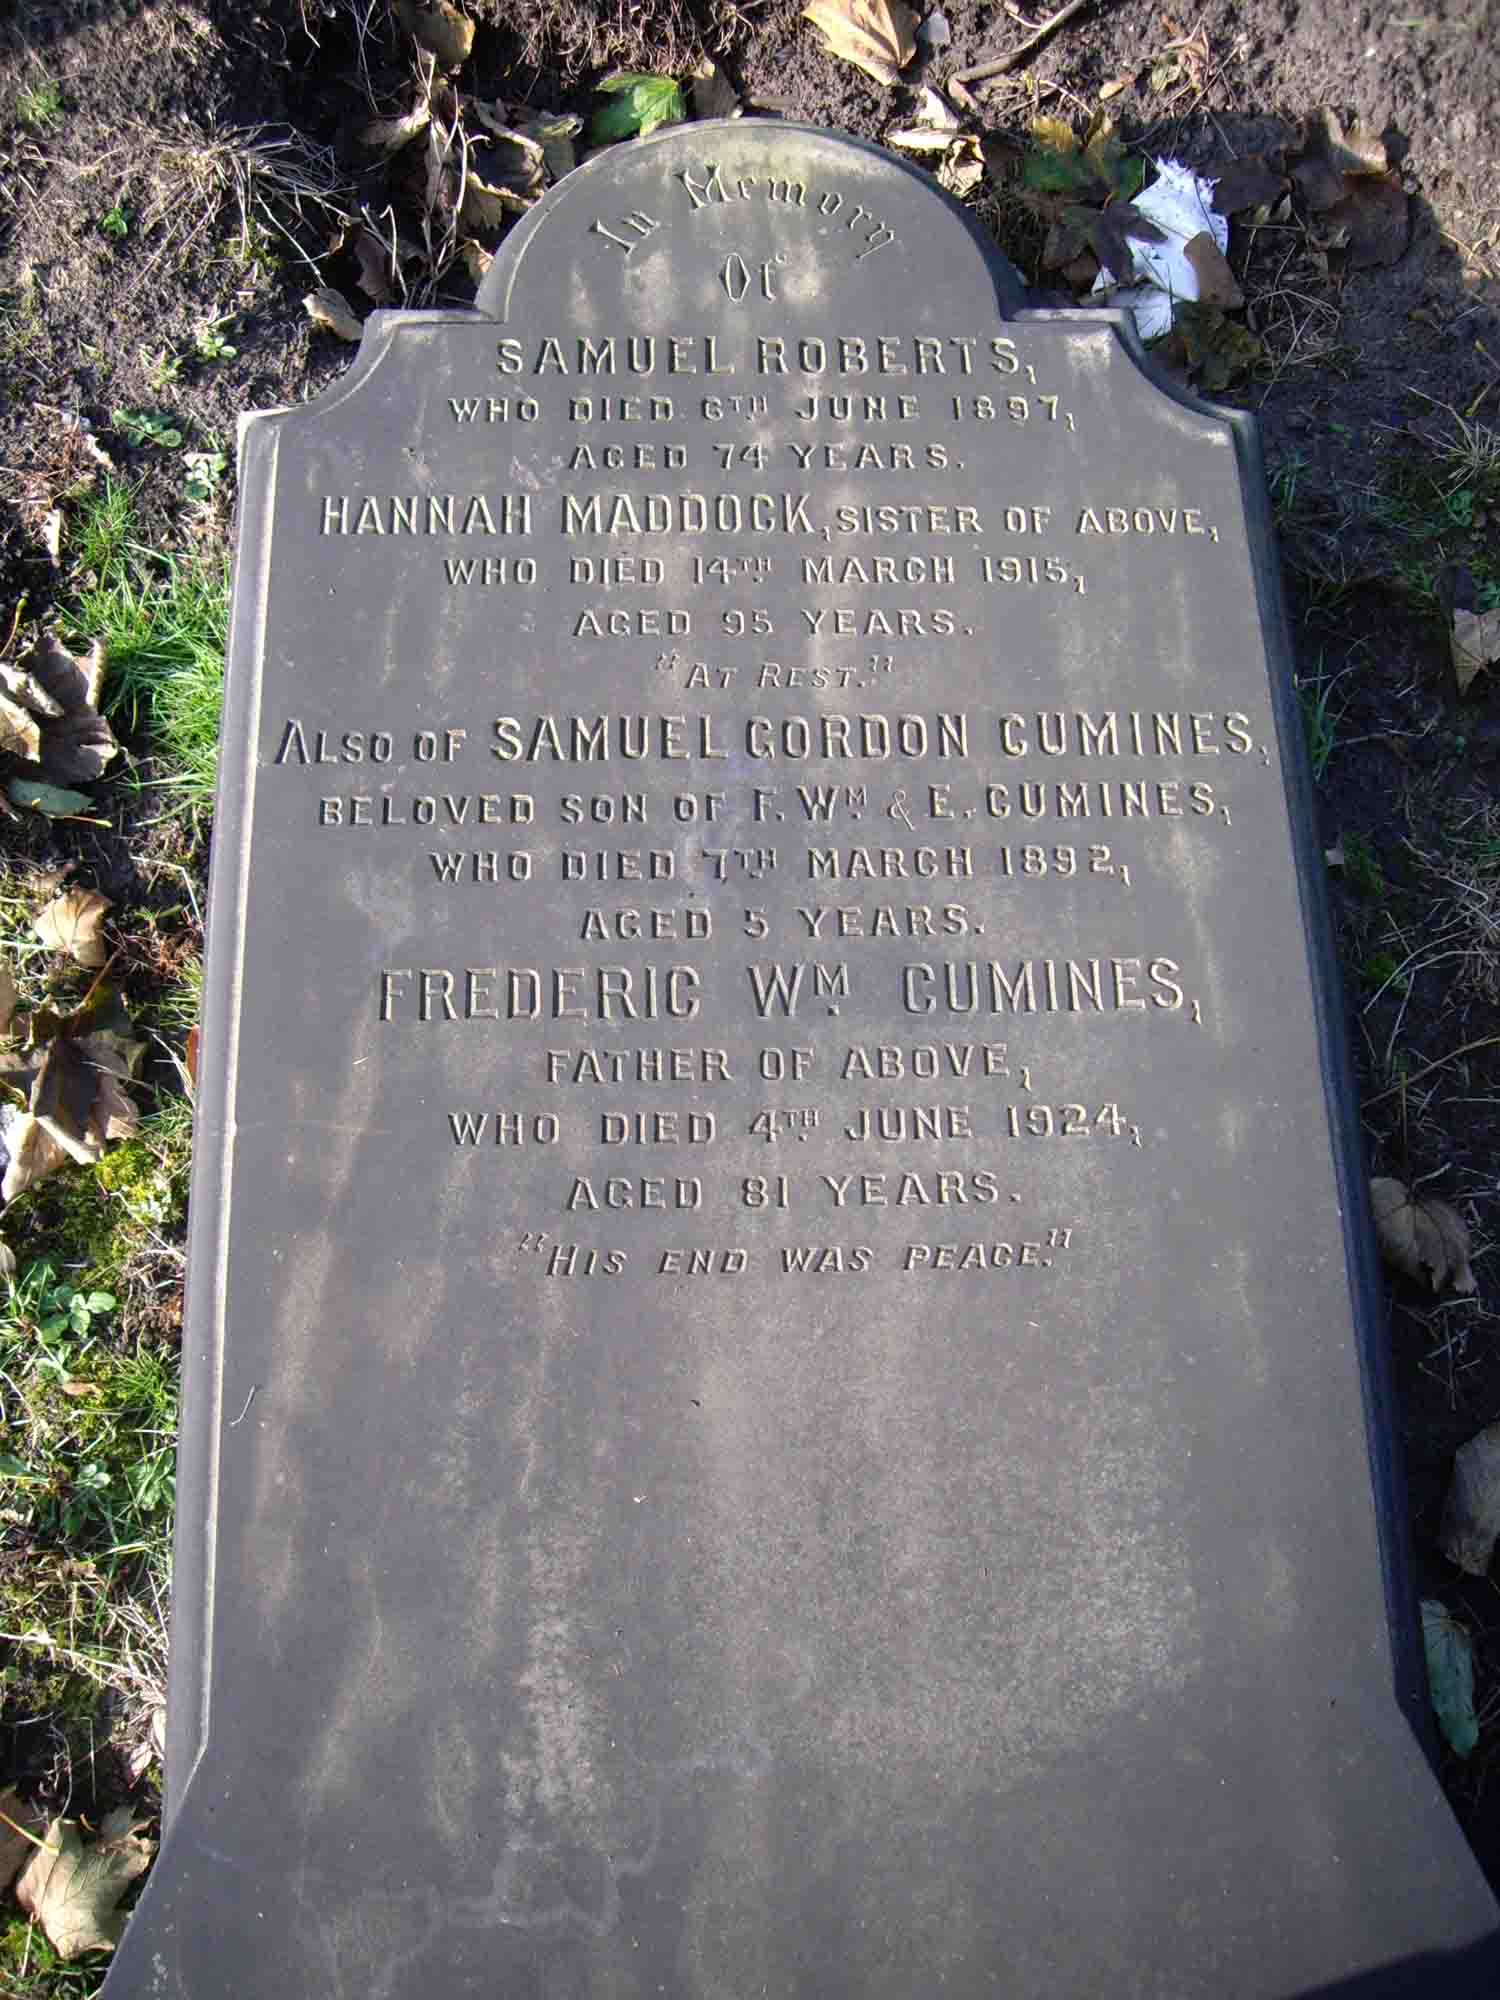 In Memory
Of
SAMUEL ROBERTS,
WHO DIED 6TH JUNE 1897,
AGED 74 YEARS.
HANNAH MADDOCK, SISTER OF ABOVE,
WHO DIED 14TH MARCH 1915,
AGED 95 YEARS.
"AT REST."
ALSO OF SAMUEL GORDON CUMINES,
BELOVED SON OF F. WM. & E. CUMINES,
WHO DIED 7TH MARCH 1892,
AGED 5 YEARS.
FREDERIC WM. CUMINES,
FATHER OF ABOVE,
WHO DIED 4TH JUNE 1924,
AGED 81 YEARS.
"HIS END WAS PEACE."